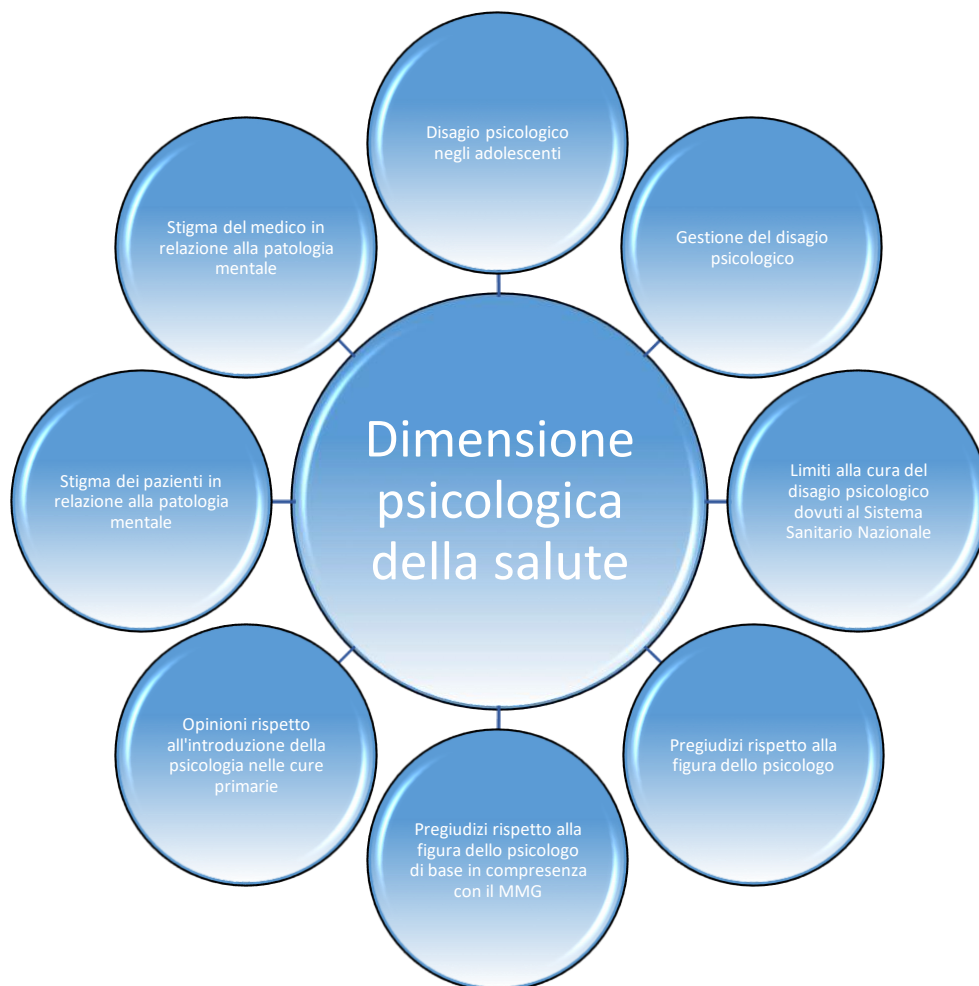 Disagio psicologico
negli adolescenti
Gestione del disagio
psicologico
Limiti alla cura del
disagio psicologico
dovuti al Sistema
Sanitario Nazionale
Pregiudizi rispetto alla
figura dello psicologo
Pregiudizi rispetto alla
figura dello psicologo
di base in compresenza
con il MMG
Opinioni rispetto
all'introduzione della
psicologia nelle cure
primarie
Stigma dei pazienti in
relazione alla patologia
mentale
Stigma del medico in
relazione alla patologia
mentale
Dimensione
psicologica
della salute